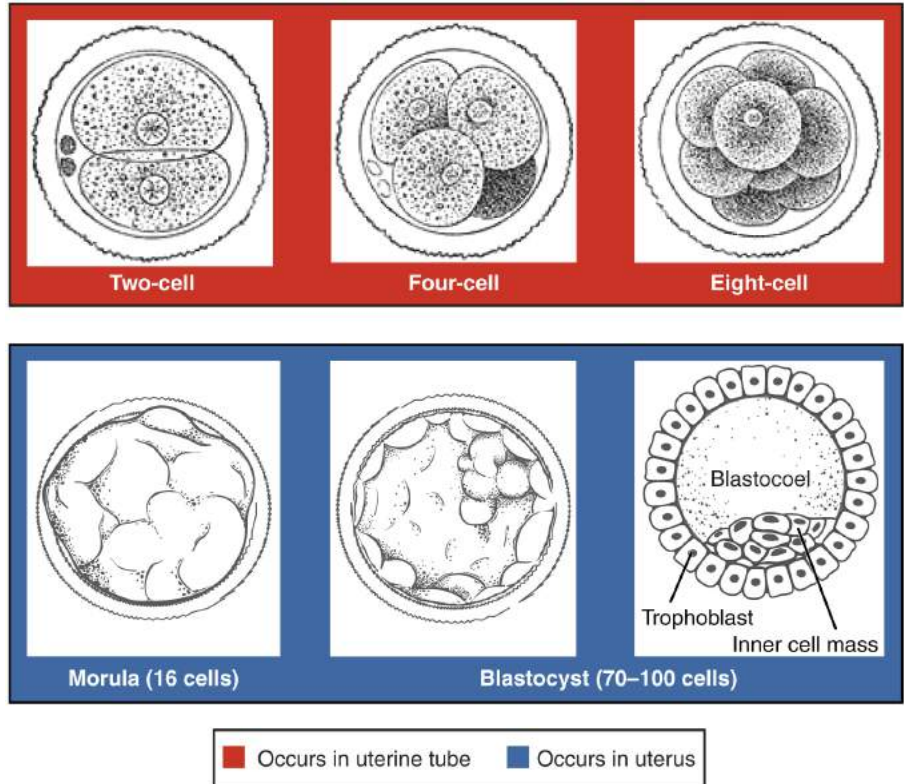 Two-cell
Four-cell
Eight-cell
Blastocoel
Trophoblast
Inner cell mass
Morula (16 cells)
Blastocyst (70–100 cells)
Occurs in uterine tube
Occurs in uterus